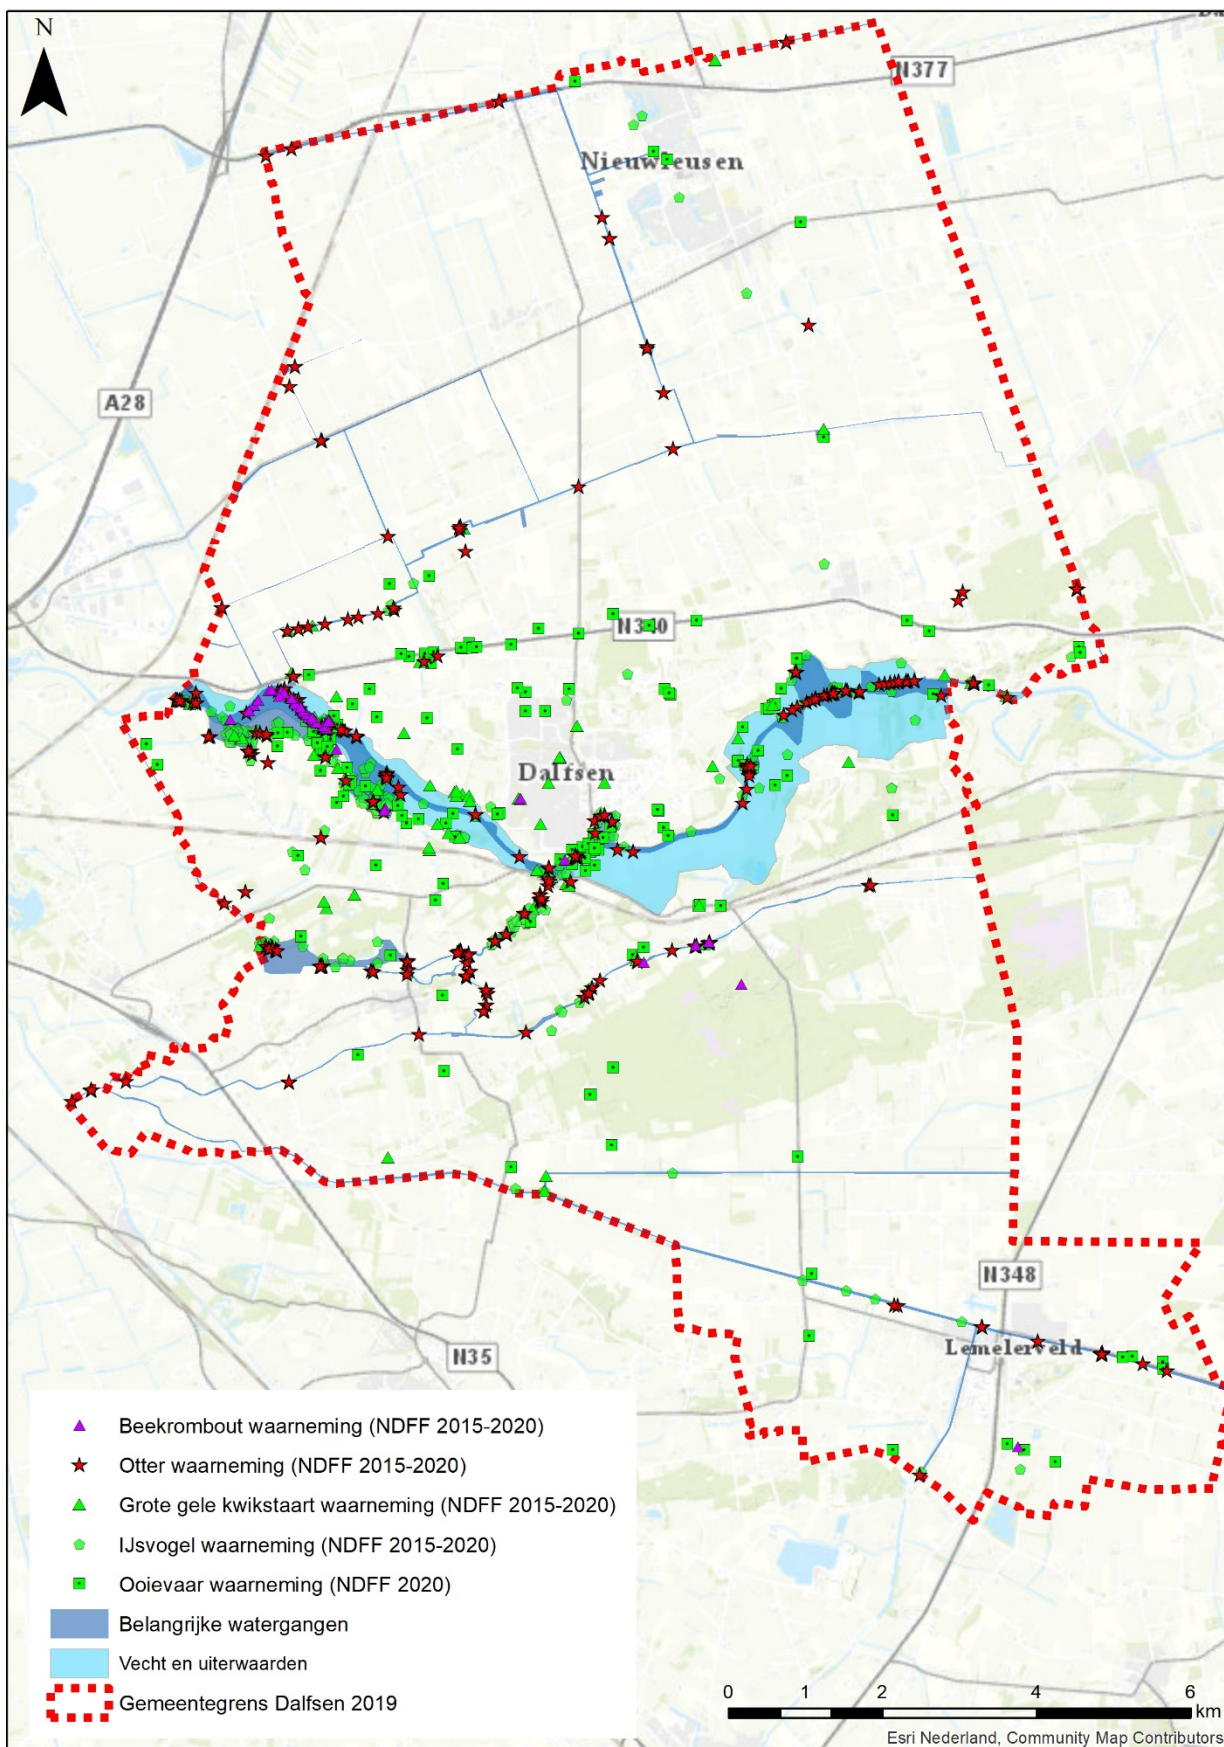 N
N377
Nieuwleusen
A28
N340
Dalfsen
N348
Lemelerveld
N35
Beekrombout waarneming (NDFF 2015-2020)
Otter waarneming (NDFF 2015-2020)
Grote gele kwikstaart waarneming (NDFF 2015-2020)
IJsvogel waarneming (NDFF 2015-2020)
Ooievaar waarneming (NDFF 2020)
Belangrijke watergangen
Vecht en uiterwaarden
Gemeentegrens Dalfsen 2019
0 1 2 4 6
km
Esri Nederland, Community Map Contributors